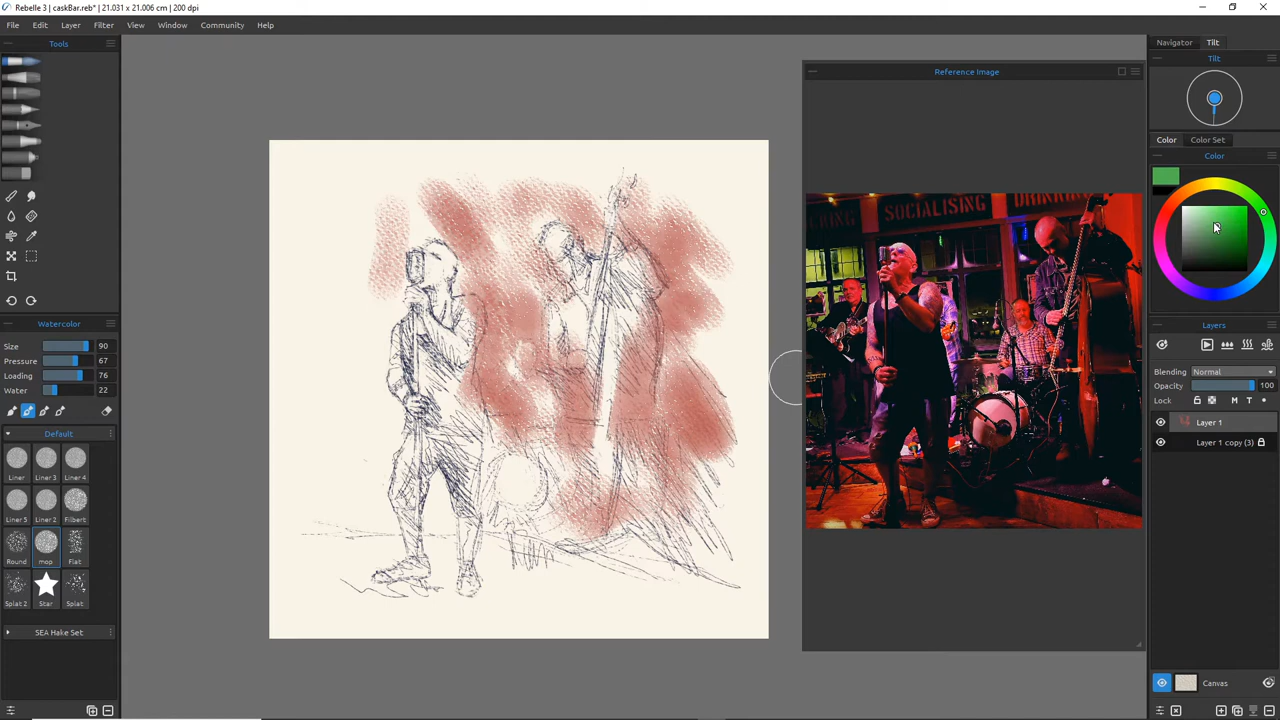 Rebelle 3 | caskBar.reb* | 21.031 x 21.006 cm | 200 dpi
File Edit Layer Filter View Window Community Help
Tools
Watercolor
Size 90
Pressure 67
Loading 76
Water 22
Default
Liner Liner 3 Liner 4
Liner 5 Liner 2 Filbert
Round mop Flat
Splat 2 Star Splat
SEA Hake Set
Reference Image
SOCIALISING DRINKING
Navigator Tilt
Tilt
Color Color Set
Color
Layers
Blending Normal
Opacity 100
Lock M T
Layer 1
Layer 1 copy (3)
Canvas